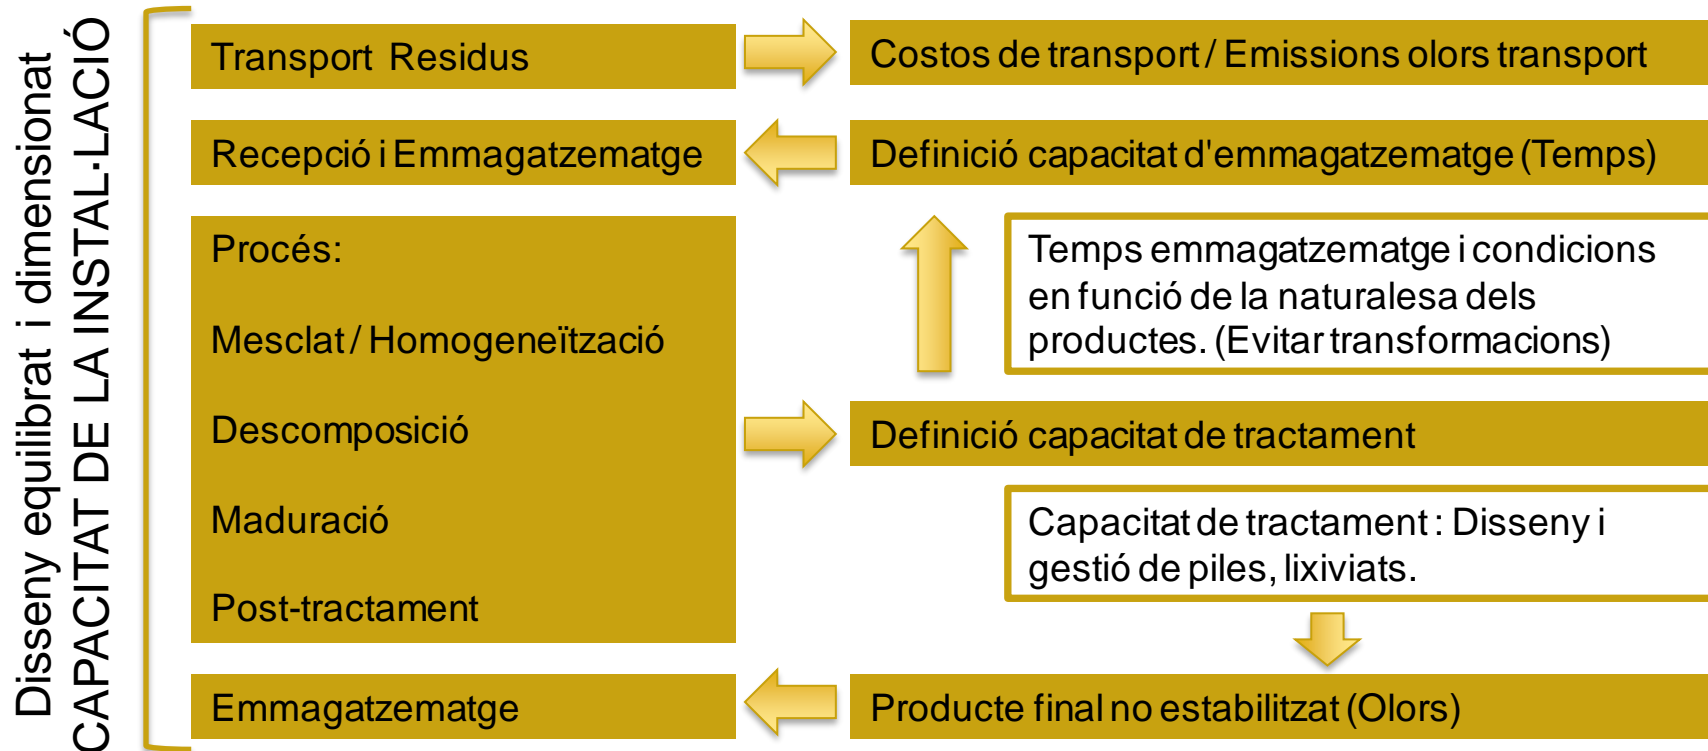 Disseny equilibrat i dimensionat
CAPACITAT DE LA INSTAL·LACIÓ
Transport Residus
Costos de transport / Emissions olors transport
Recepció i Emmagatzematge
Definició capacitat d'emmagatzematge (Temps)
Procés:
Mesclat / Homogeneïtzació
Descomposició
Maduració
Post-tractament
Temps emmagatzematge i condicions
en funció de la naturalesa dels
productes. (Evitar transformacions)
Definició capacitat de tractament
Capacitat de tractament : Disseny i
gestió de piles, lixiviats.
Emmagatzematge
Producte final no estabilitzat (Olors)